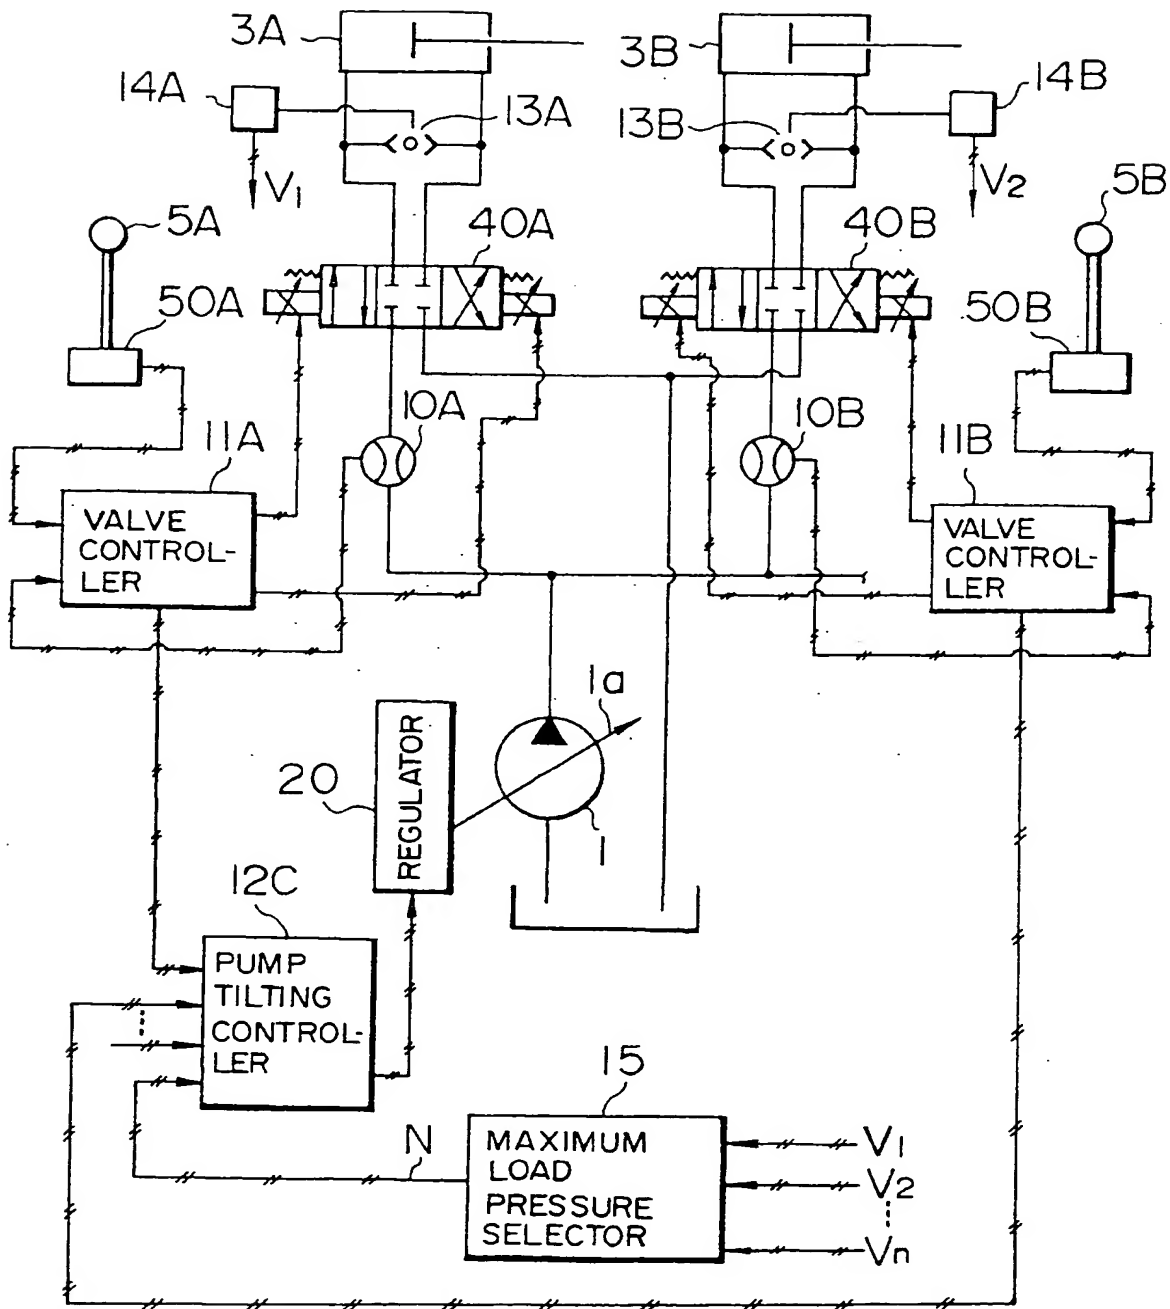 3A
3B
14A
13A
13B
14B
V1
V2
5A
5B
40A
40B
50A
50B
10A
10B
11A
11B
VALVE
CONTROL-
LER
VALVE
CONTROL-
LER
1a
20
REGULATOR
1
12C
PUMP
TILTING
CONTROL-
LER
15
N
MAXIMUM
LOAD
PRESSURE
SELECTOR
V1
V2
Vn